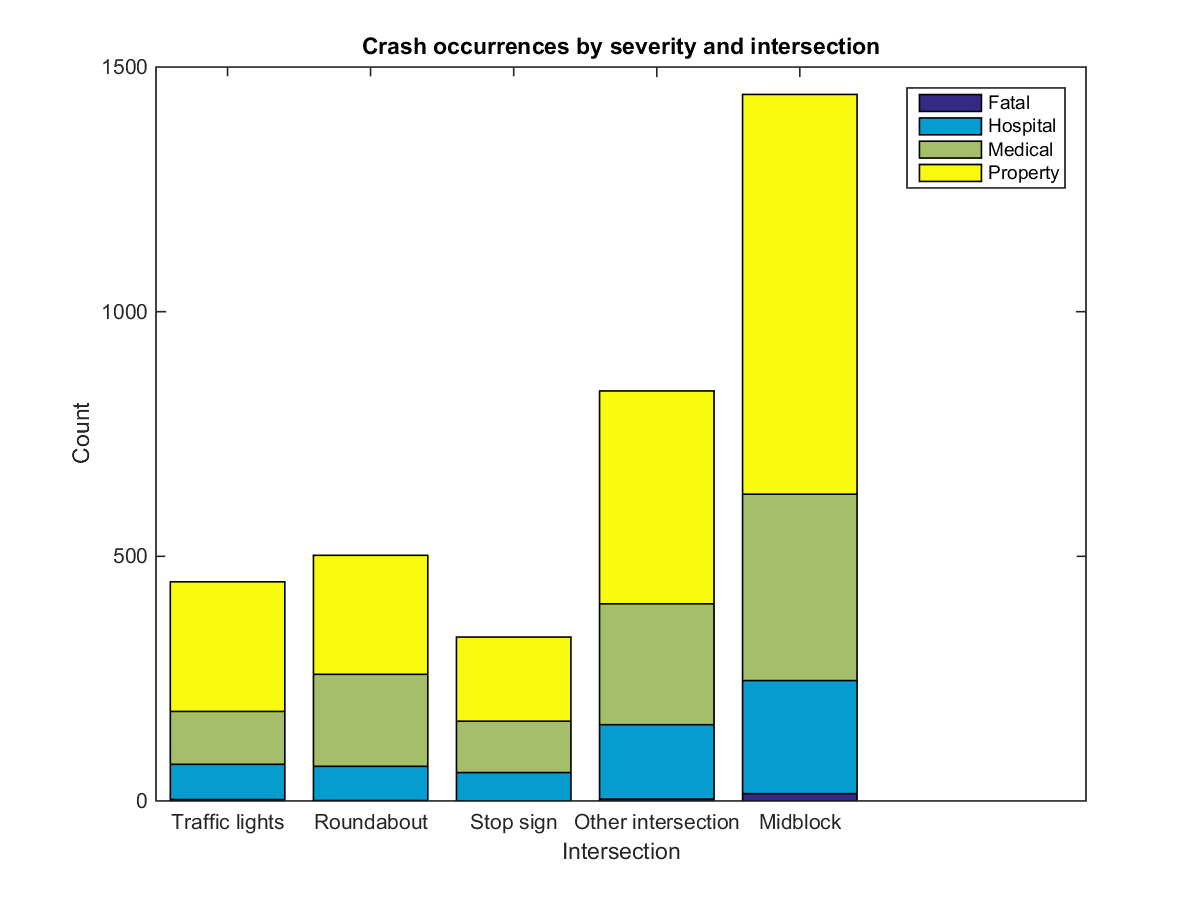 Crash occurrences by severity and intersection
1500
1000
500
0
Count
Fatal
Hospital
Medical
Property
Traffic lights Roundabout Stop sign Other intersection Midblock
Intersection